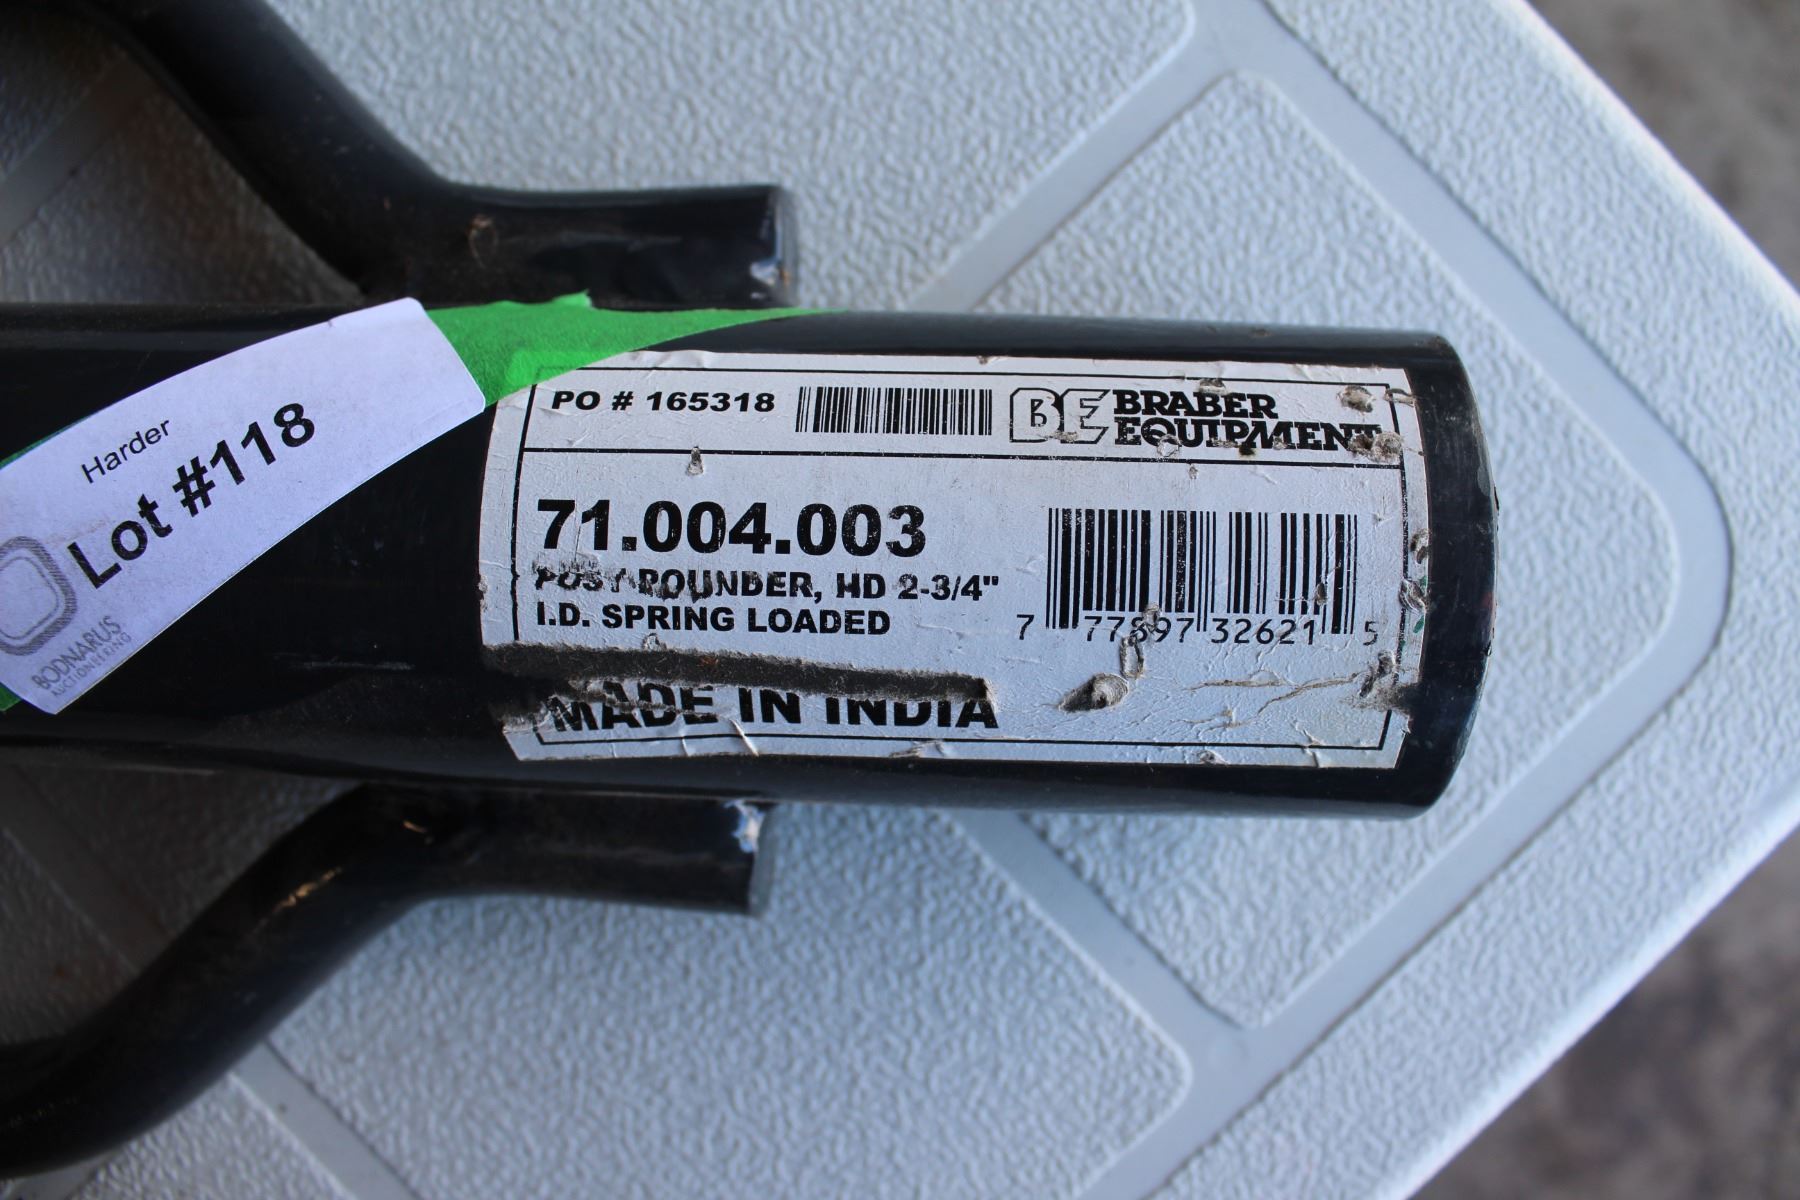 Harder
Lot #118
BODNARUS
AUCTIONEERING
PO # 165318
BE BRABER
EQUIPMENT
71.004.003
POST POUNDER, HD 2-3/4"
I.D. SPRING LOADED
7 77897 32621 5
MADE IN INDIA